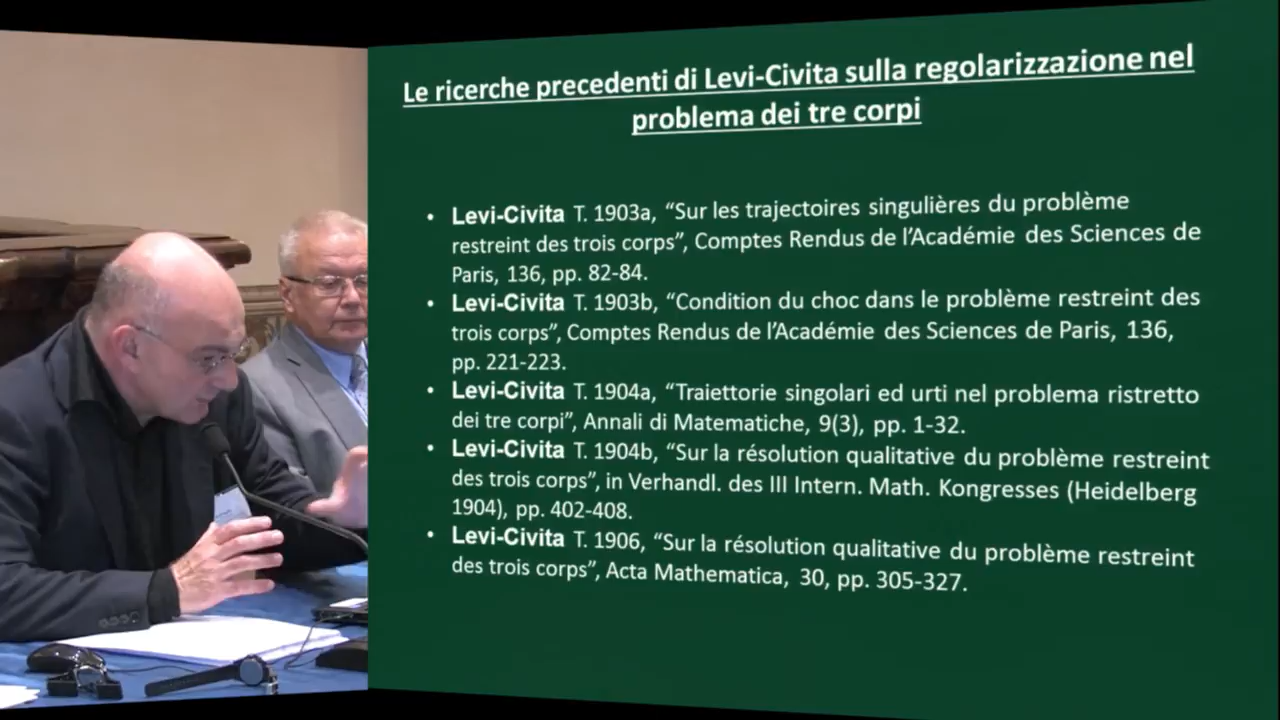 Le ricerche precedenti di Levi-Civita sulla regolarizzazione nel
problema dei tre corpi
• Levi-Civita T. 1903a, “Sur les trajectoires singulières du problème
restreint des trois corps”, Comptes Rendus de l’Académie des Sciences de
Paris, 136, pp. 82-84.
• Levi-Civita T. 1903b, “Condition du choc dans le problème restreint des
trois corps”, Comptes Rendus de l’Académie des Sciences de Paris, 136,
pp. 221-223.
• Levi-Civita T. 1904a, “Traiettorie singolari ed urti nel problema ristretto
dei tre corpi”, Annali di Matematiche, 9(3), pp. 1-32.
• Levi-Civita T. 1904b, “Sur la résolution qualitative du problème restreint
des trois corps”, in Verhandl. des III Intern. Math. Kongresses (Heidelberg
1904), pp. 402-408.
• Levi-Civita T. 1906, “Sur la résolution qualitative du problème restreint
des trois corps”, Acta Mathematica, 30, pp. 305-327.